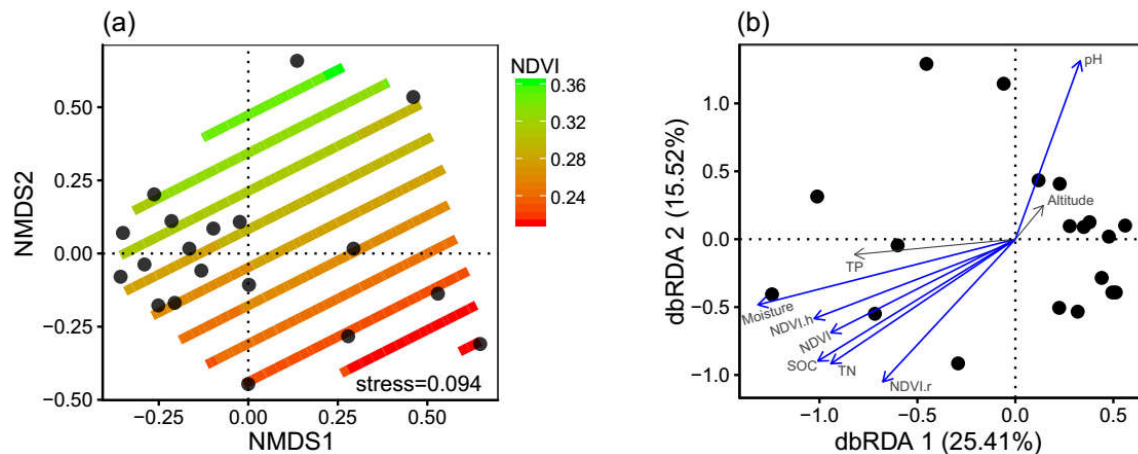 (a)
NDVI
0.36
0.32
0.28
0.24
NMDS2
0.50
0.25
0.00
−0.25
−0.50
stress=0.094
−0.25
0.00
0.25
0.50
NMDS1
(b)
dbRDA 2 (15.52%)
1.0
0.5
0.0
−0.5
−1.0
pH
Altitude
TP
Moisture
NDVI.h
NDVI
SOC
TN
NDVI.r
−1.0
−0.5
0.0
0.5
dbRDA 1 (25.41%)